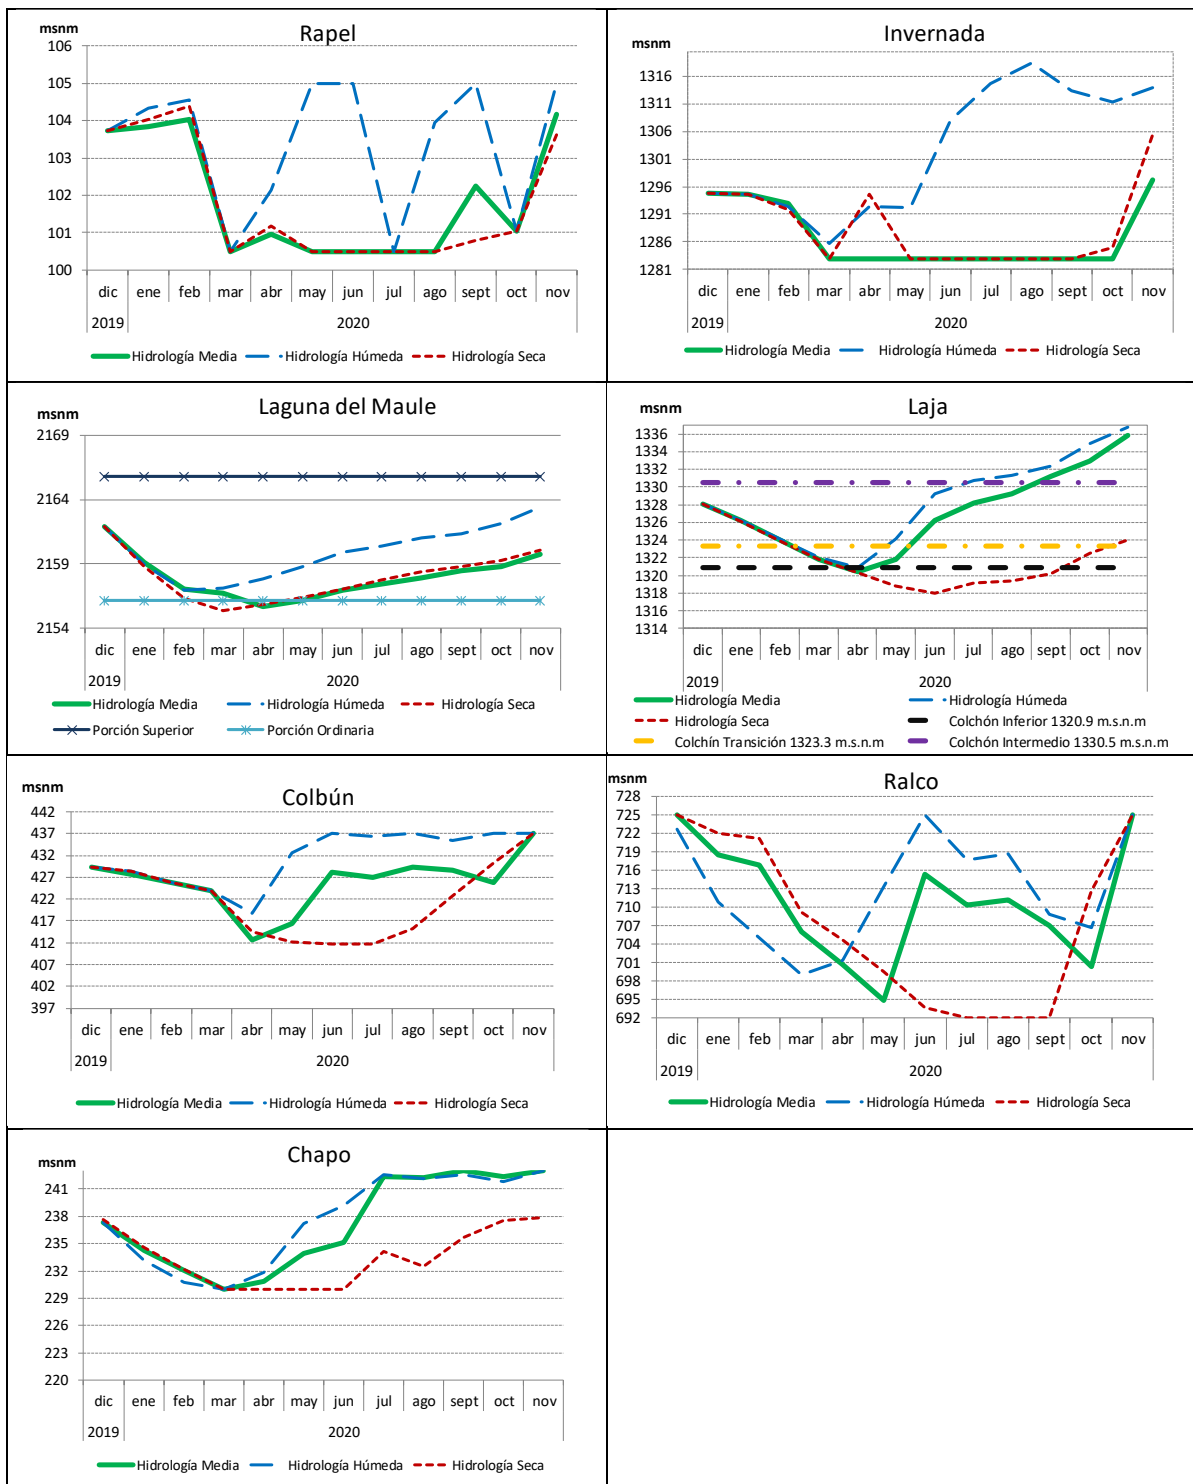 Rapel
msnm
106
105
104
103
102
101
100
dic ene feb mar abr may jun jul ago sept oct nov
2019 2020
Hidrología Media Hidrología Húmeda Hidrología Seca
Invernada
msnm
1316
1311
1306
1301
1296
1291
1286
1281
dic ene feb mar abr may jun jul ago sept oct nov
2019 2020
Hidrología Media Hidrología Húmeda Hidrología Seca
Laguna del Maule
msnm
2169
2164
2159
2154
dic ene feb mar abr may jun jul ago sept oct nov
2019 2020
Hidrología Media Hidrología Húmeda Hidrología Seca
Porción Superior Porción Ordinaria
Laja
msnm
1336
1334
1332
1330
1328
1326
1324
1322
1320
1318
1316
1314
dic ene feb mar abr may jun jul ago sept oct nov
2019 2020
Hidrología Media Hidrología Húmeda
Hidrología Seca Colchón Inferior 1320.9 m.s.n.m
Colchín Transición 1323.3 m.s.n.m Colchón Intermedio 1330.5 m.s.n.m
Colbún
msnm
442
437
432
427
422
417
412
407
402
397
dic ene feb mar abr may jun jul ago sept oct nov
2019 2020
Hidrología Media Hidrología Húmeda Hidrología Seca
Ralco
msnm
728
725
722
719
716
713
710
707
704
701
698
695
692
dic ene feb mar abr may jun jul ago sept oct nov
2019 2020
Hidrología Media Hidrología Húmeda Hidrología Seca
Chapo
msnm
241
238
235
232
229
226
223
220
dic ene feb mar abr may jun jul ago sept oct nov
2019 2020
Hidrología Media Hidrología Húmeda Hidrología Seca